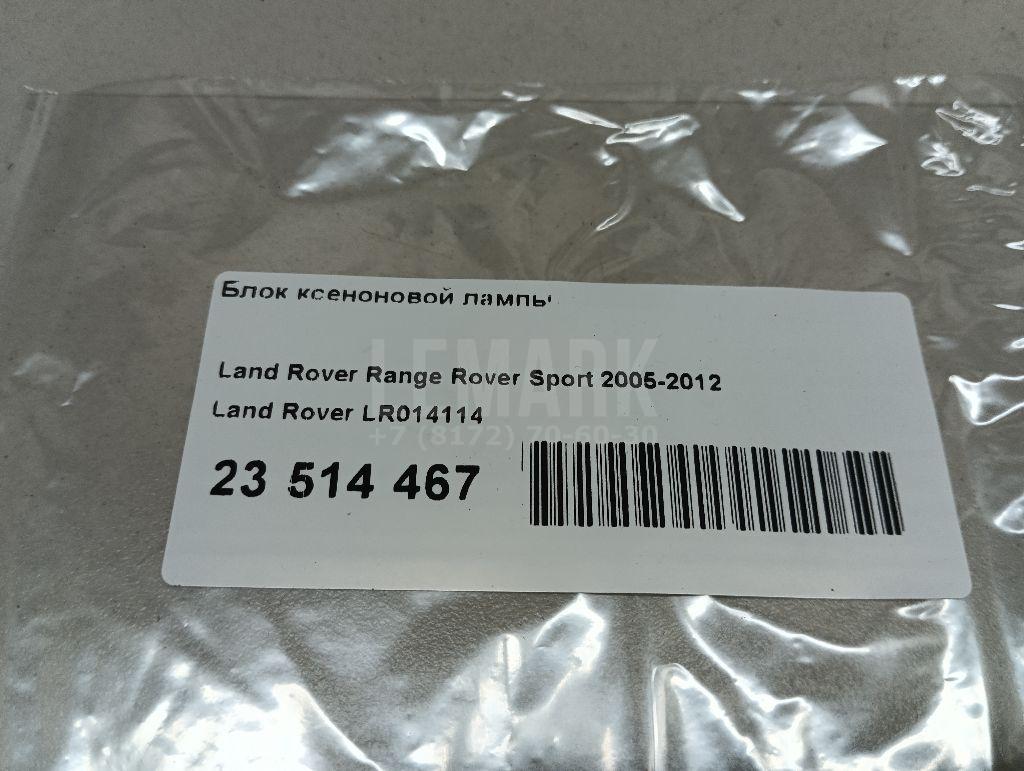 Блок ксеноновой лампы
LEMARK
Land Rover Range Rover Sport 2005-2012
Land Rover LR014114
+7 (8172) 70-60-30
23 514 467